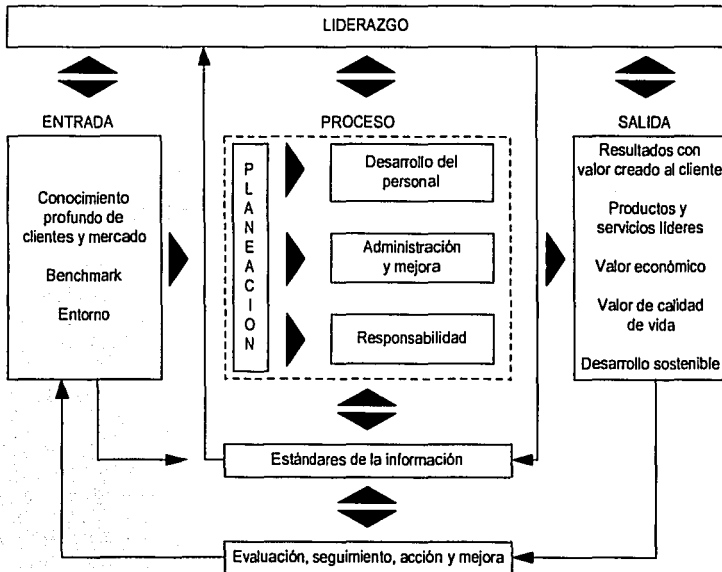 LIDERAZGO
ENTRADA
Conocimiento
profundo de
clientes y mercado
Benchmark
Entorno
PROCESO
PLANEACION
Desarrollo del
personal
Administración
y mejora
Responsabilidad
SALIDA
Resultados con
valor creado al cliente
Productos y
servicios líderes
Valor económico
Valor de calidad
de vida
Desarrollo sostenible
Estándares de la información
Evaluación, seguimiento, acción y mejora